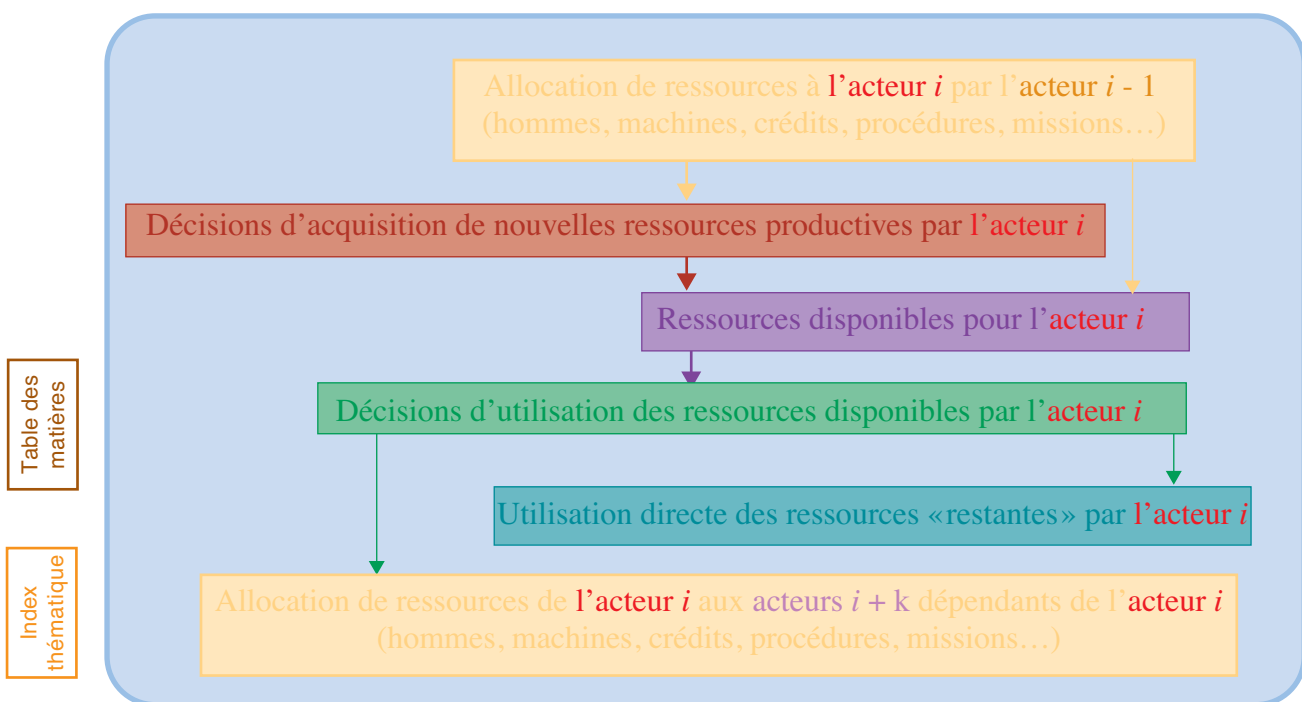 Allocation de ressources à l’acteur i par l’acteur i - 1
(hommes, machines, crédits, procédures, missions…)
Décisions d’acquisition de nouvelles ressources productives par l’acteur i
Ressources disponibles pour l’acteur i
Décisions d’utilisation des ressources disponibles par l’acteur i
Utilisation directe des ressources «restantes» par l’acteur i
Allocation de ressources de l’acteur i aux acteurs i + k dépendants de l’acteur i
(hommes, machines, crédits, procédures, missions…)
Table des
matières
Index
thématique